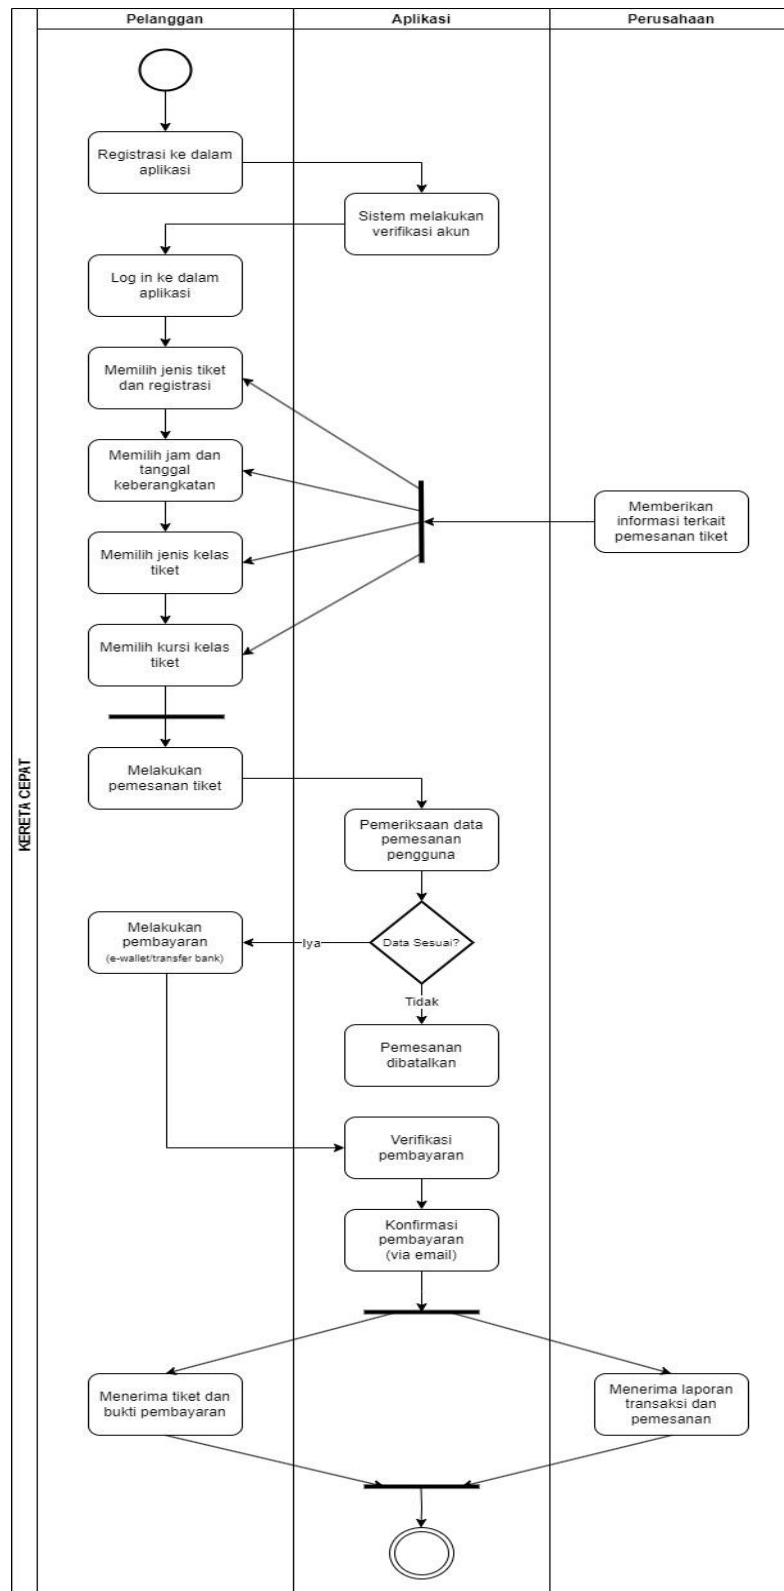 Pelanggan
Aplikasi
Perusahaan
KERETA CEPAT
Registrasi ke dalam
aplikasi
Sistem melakukan
verifikasi akun
Log in ke dalam
aplikasi
Memilih jenis tiket
dan registrasi
Memilih jam dan
tanggal
keberangkatan
Memberikan
informasi terkait
pemesanan tiket
Memilih jenis kelas
tiket
Memilih kursi kelas
tiket
Melakukan
pemesanan tiket
Pemeriksaan data
pemesanan
pengguna
Data Sesuai?
Iya
Melakukan
pembayaran
(e-wallet/transfer bank)
Tidak
Pemesanan
dibatalkan
Verifikasi
pembayaran
Konfirmasi
pembayaran
(via email)
Menerima tiket dan
bukti pembayaran
Menerima laporan
transaksi dan
pemesanan